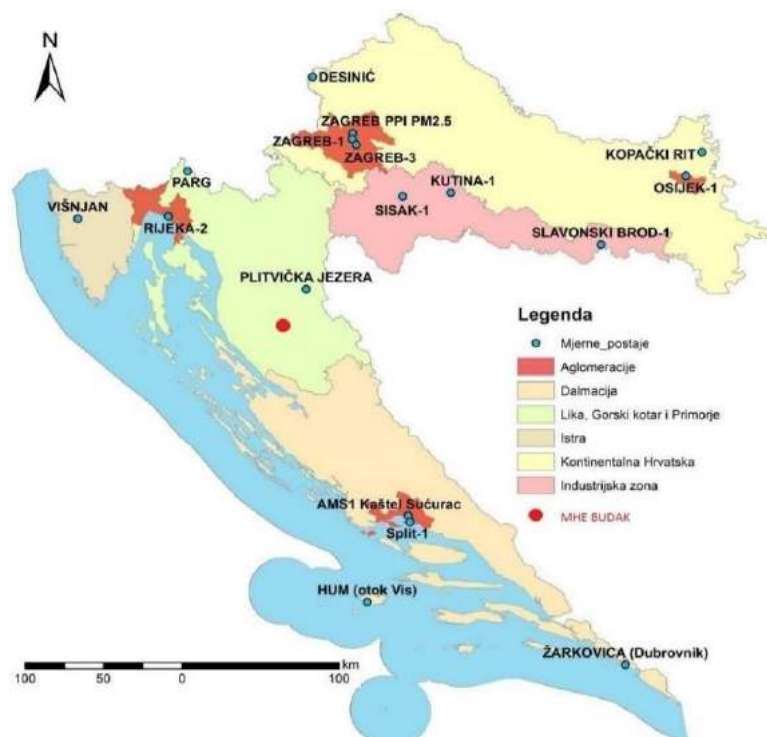 N
DESINIĆ
ZAGREB PPI PM2.5
ZAGREB-1
ZAGREB-3
KOPAČKI RIT
OSIJEK-1
PARG
KUTINA-1
SISAK-1
VIŠNJAN
RIJEKA-2
SLAVONSKI BROD-1
PLITVIČKA JEZERA
Legenda
Mjerne_postaje
Aglomeracije
Dalmacija
Lika, Gorski kotar i Primorje
Istra
Kontinentalna Hrvatska
Industrijska zona
MHE BUDAK
AMS1 Kaštel Sućurac
Split-1
HUM (otok Vis)
ŽARKOVICA (Dubrovnik)
km
100 50 0 100